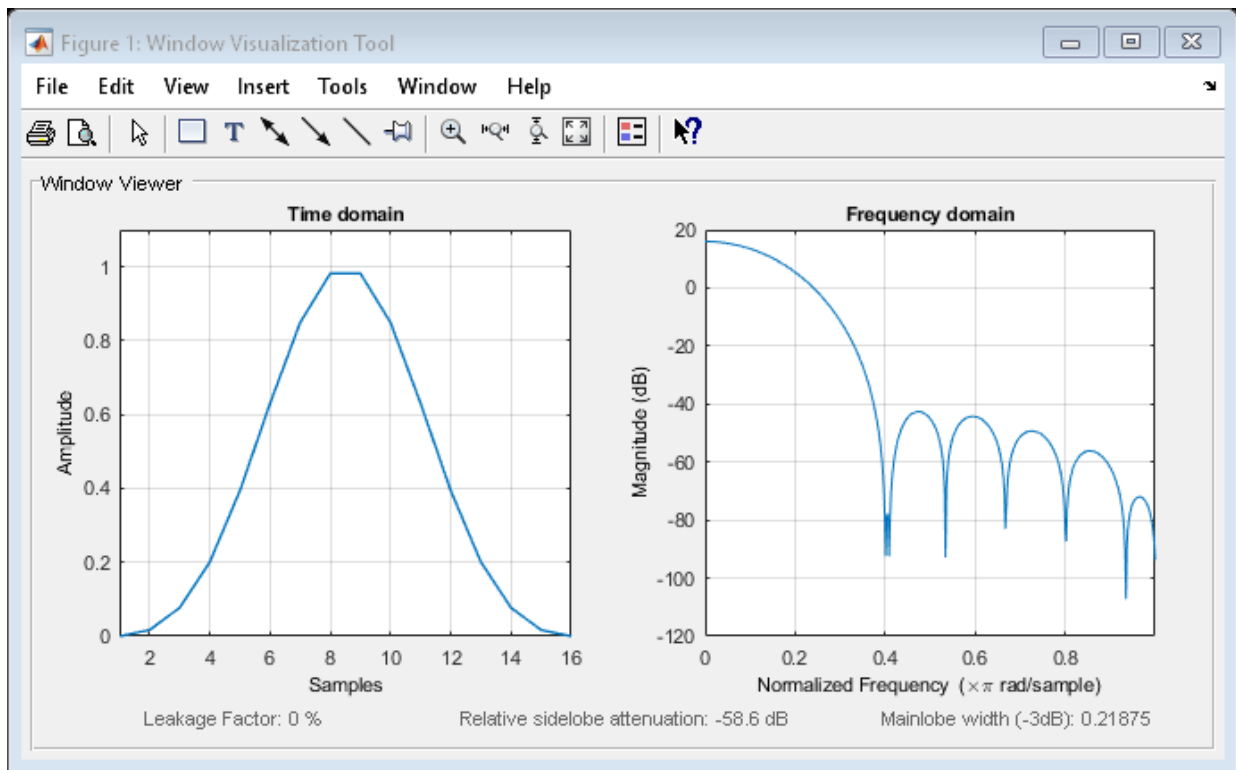 Figure 1: Window Visualization Tool
File Edit View Insert Tools Window Help
T
?
Window Viewer
Time domain
1
0.8
0.6
0.4
0.2
0
Amplitude
2 4 6 8 10 12 14 16
Samples
Frequency domain
20
0
-20
-40
-60
-80
-100
-120
Magnitude (dB)
0 0.2 0.4 0.6 0.8
Normalized Frequency (×π rad/sample)
Leakage Factor: 0 % Relative sidelobe attenuation: -58.6 dB Mainlobe width (-3dB): 0.21875